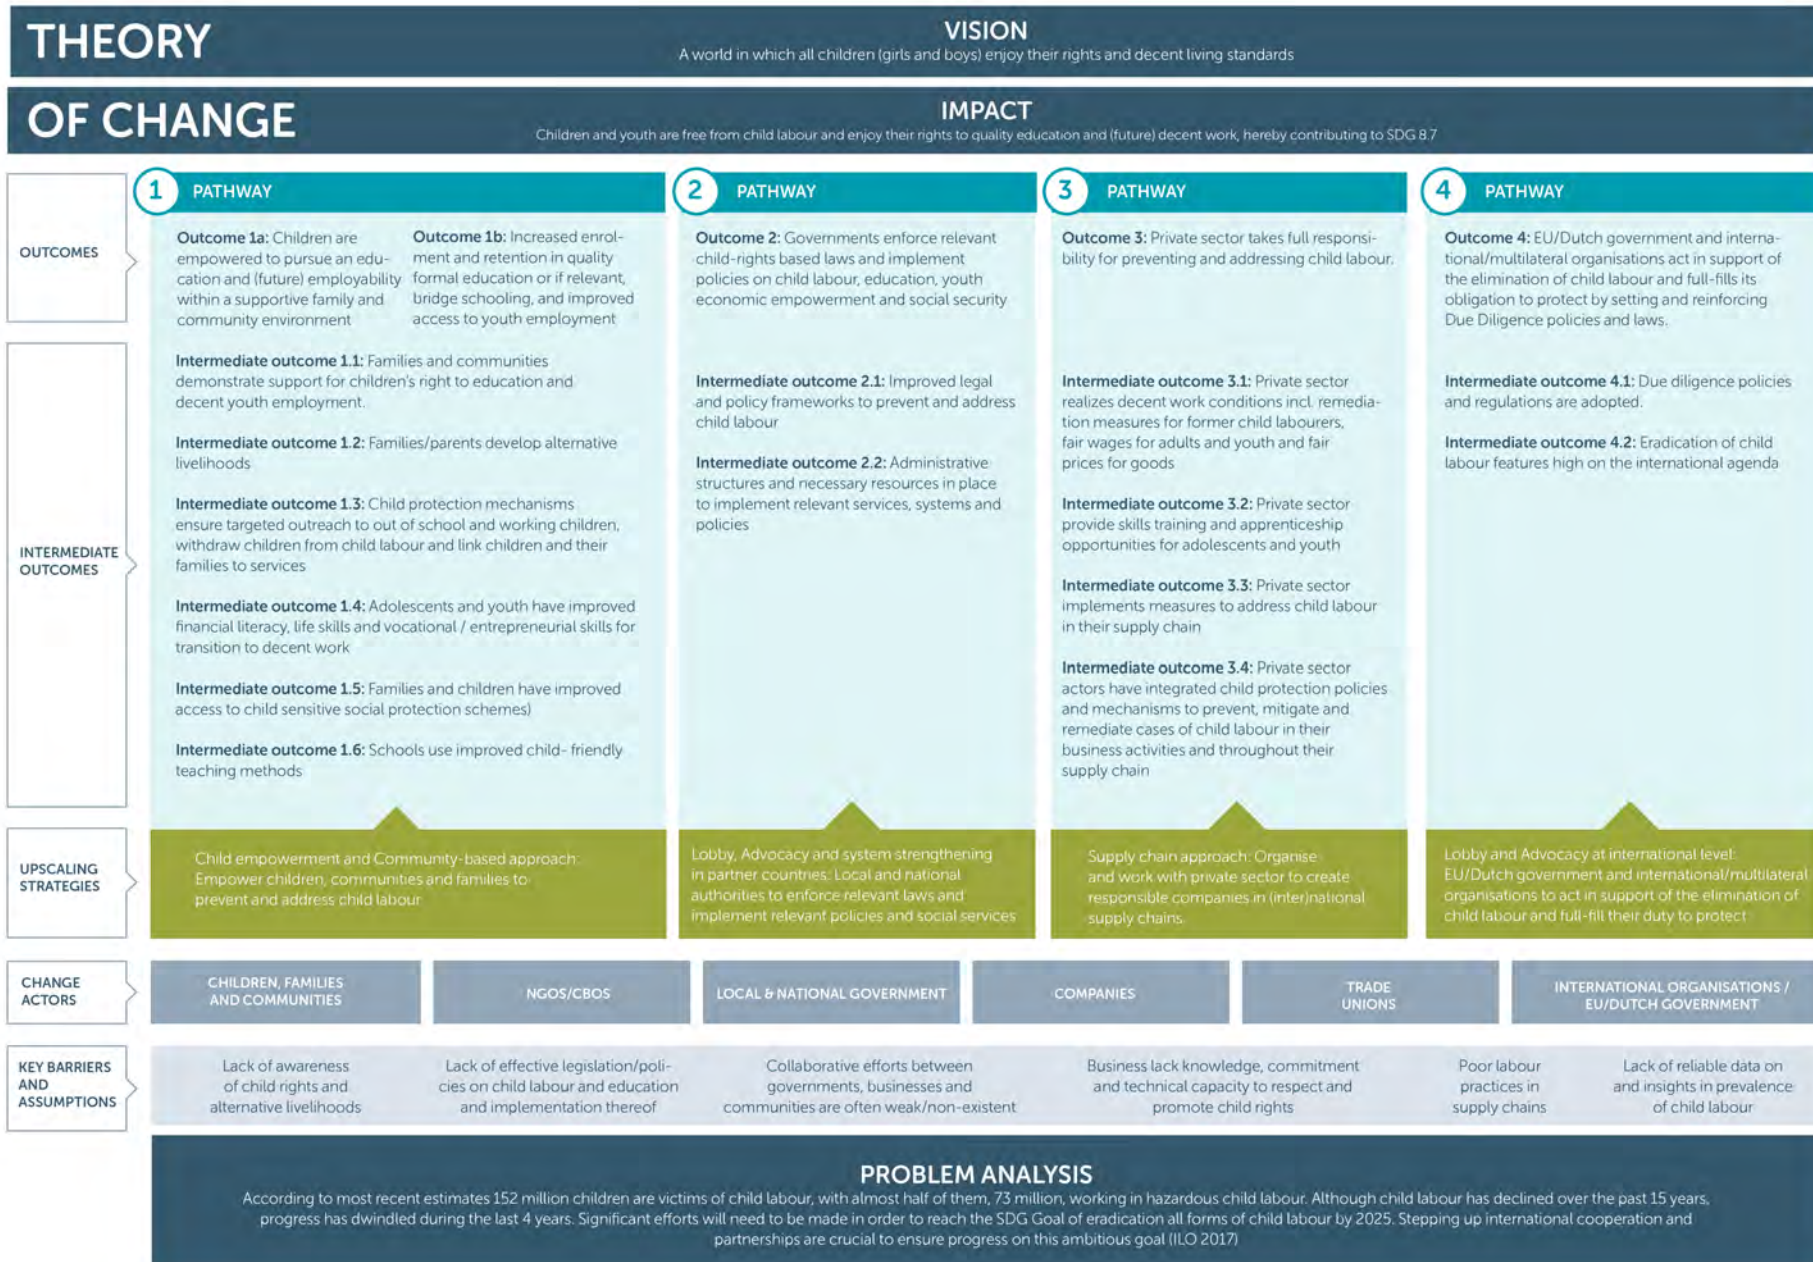 THEORY
VISION
A world in which all children (girls and boys) enjoy their rights and decent living standards
OF CHANGE
IMPACT
Children and youth are free from child labour and enjoy their rights to quality education and (future) decent work, hereby contributing to SDG 8.7
OUTCOMES
1 PATHWAY
Outcome 1a: Children are
empowered to pursue an edu-
cation and (future) employability
within a supportive family and
community environment
Outcome 1b: Increased enrol-
ment and retention in quality
formal education or if relevant,
bridge schooling, and improved
access to youth employment
2 PATHWAY
Outcome 2: Governments enforce relevant
child-rights based laws and implement
policies on child labour, education, youth
economic empowerment and social security
3 PATHWAY
Outcome 3: Private sector takes full responsi-
bility for preventing and addressing child labour.
4 PATHWAY
Outcome 4: EU/Dutch government and interna-
tional/multilateral organisations act in support of
the elimination of child labour and full-fills its
obligation to protect by setting and reinforcing
Due Diligence policies and laws.
INTERMEDIATE
OUTCOMES
Intermediate outcome 1.1: Families and communities
demonstrate support for children's right to education and
decent youth employment.
Intermediate outcome 1.2: Families/parents develop alternative
livelihoods
Intermediate outcome 1.3: Child protection mechanisms
ensure targeted outreach to out of school and working children,
withdraw children from child labour and link children and their
families to services
Intermediate outcome 1.4: Adolescents and youth have improved
financial literacy, life skills and vocational / entrepreneurial skills for
transition to decent work
Intermediate outcome 1.5: Families and children have improved
access to child sensitive social protection schemes)
Intermediate outcome 1.6: Schools use improved child- friendly
teaching methods
Intermediate outcome 2.1: Improved legal
and policy frameworks to prevent and address
child labour
Intermediate outcome 2.2: Administrative
structures and necessary resources in place
to implement relevant services, systems and
policies
Intermediate outcome 3.1: Private sector
realizes decent work conditions incl. remedia-
tion measures for former child labourers,
fair wages for adults and youth and fair
prices for goods
Intermediate outcome 3.2: Private sector
provide skills training and apprenticeship
opportunities for adolescents and youth
Intermediate outcome 3.3: Private sector
implements measures to address child labour
in their supply chain
Intermediate outcome 3.4: Private sector
actors have integrated child protection policies
and mechanisms to prevent, mitigate and
remediate cases of child labour in their
business activities and throughout their
supply chain
Intermediate outcome 4.1: Due diligence policies
and regulations are adopted.
Intermediate outcome 4.2: Eradication of child
labour features high on the international agenda
UPSCALING
STRATEGIES
Child empowerment and Community-based approach:
Empower children, communities and families to
prevent and address child labour
Lobby, Advocacy and system strengthening
in partner countries: Local and national
authorities to enforce relevant laws and
implement relevant policies and social services
Supply chain approach: Organise
and work with private sector to create
responsible companies in (inter)national
supply chains.
Lobby and Advocacy at international level:
EU/Dutch government and international/multilateral
organisations to act in support of the elimination of
child labour and full-fill their duty to protect
CHANGE
ACTORS
CHILDREN, FAMILIES
AND COMMUNITIES
NGOS/CBOS
LOCAL & NATIONAL GOVERNMENT
COMPANIES
TRADE
UNIONS
INTERNATIONAL ORGANISATIONS /
EU/DUTCH GOVERNMENT
KEY BARRIERS
AND
ASSUMPTIONS
Lack of awareness
of child rights and
alternative livelihoods
Lack of effective legislation/poli-
cies on child labour and education
and implementation thereof
Collaborative efforts between
governments, businesses and
communities are often weak/non-existent
Business lack knowledge, commitment
and technical capacity to respect and
promote child rights
Poor labour
practices in
supply chains
Lack of reliable data on
and insights in prevalence
of child labour
PROBLEM ANALYSIS
According to most recent estimates 152 million children are victims of child labour, with almost half of them, 73 million, working in hazardous child labour. Although child labour has declined over the past 15 years,
progress has dwindled during the last 4 years. Significant efforts will need to be made in order to reach the SDG Goal of eradication all forms of child labour by 2025. Stepping up international cooperation and
partnerships are crucial to ensure progress on this ambitious goal (ILO 2017)